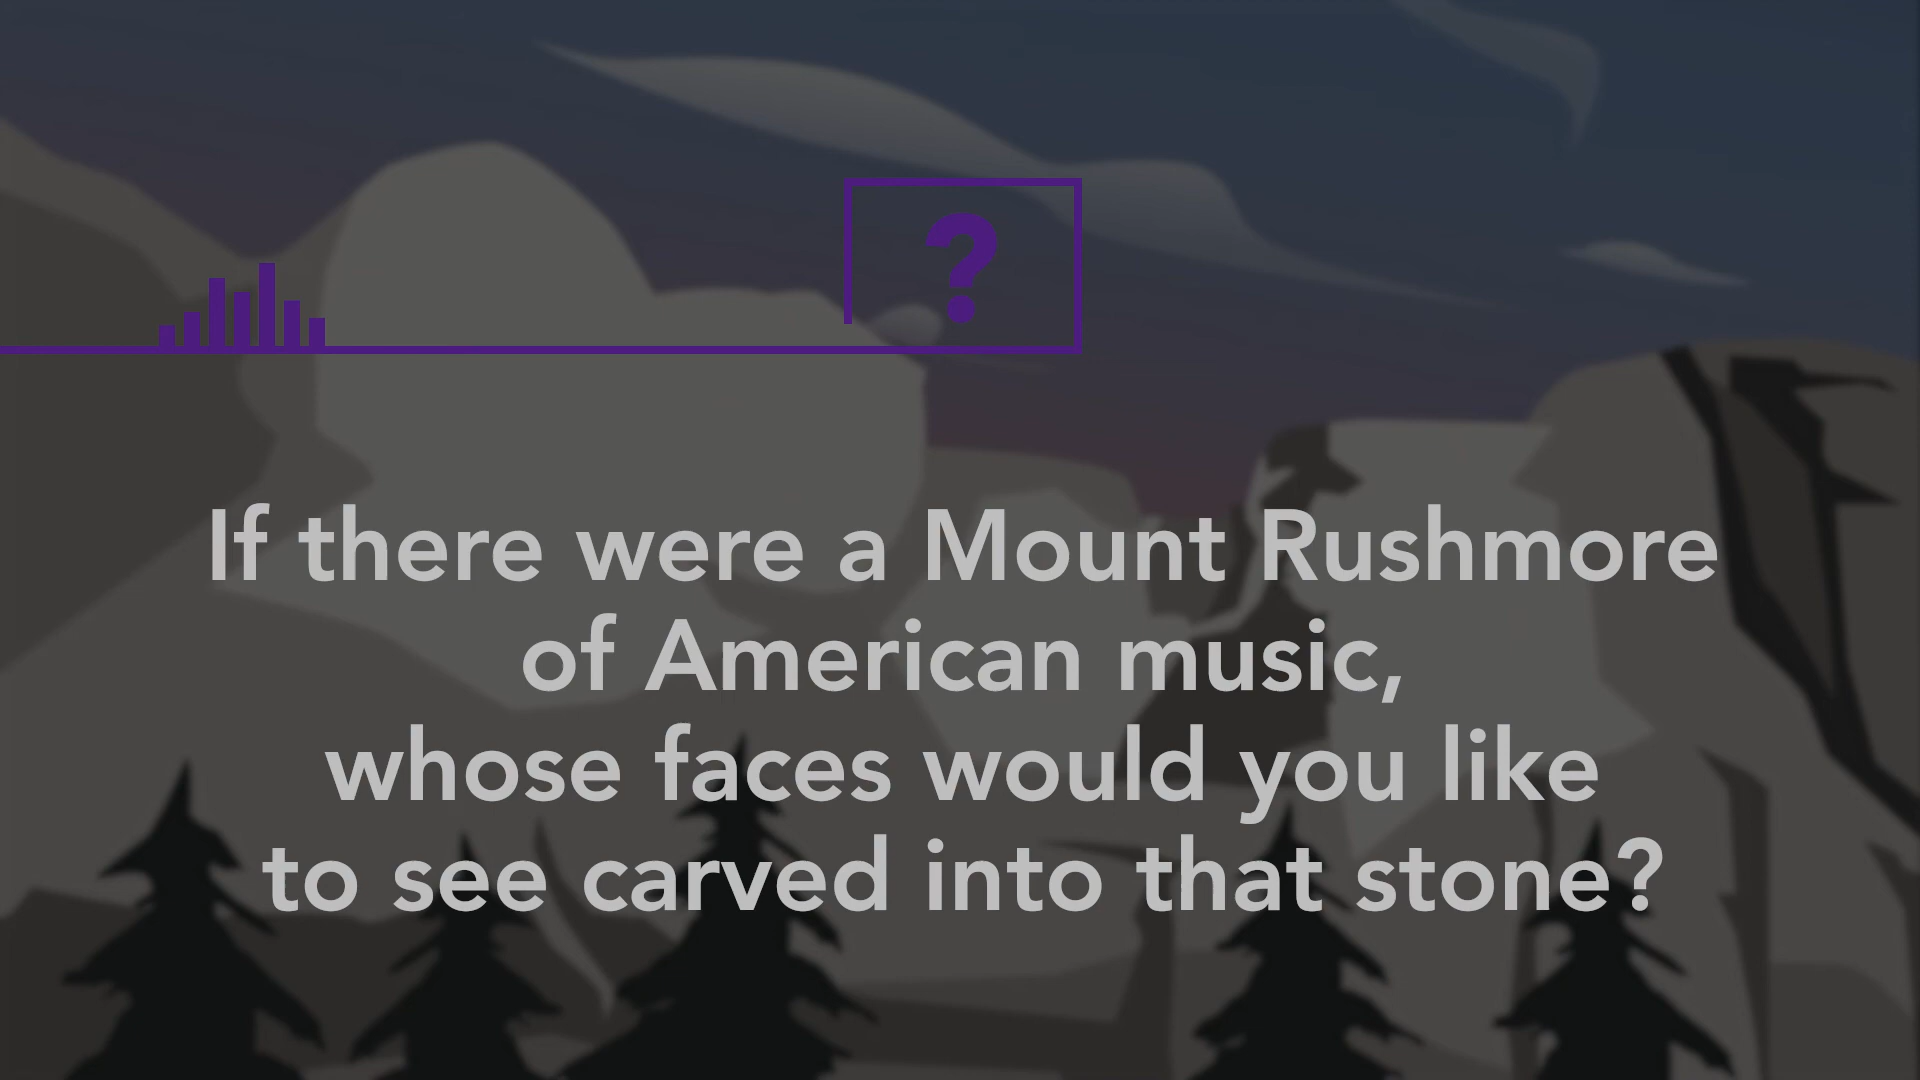 ?
If there were a Mount Rushmore
of American music,
whose faces would you like
to see carved into that stone?